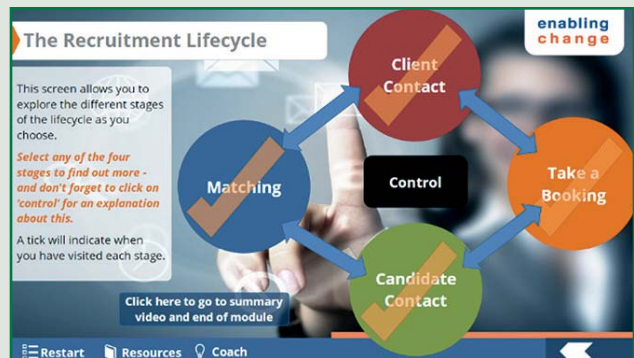 The Recruitment Lifecycle
enabling
change
This screen allows you to
explore the different stages
of the lifecycle as you
choose.
Select any of the four
stages to find out more -
and don't forget to click on
'control' for an explanation
about this.
A tick will indicate when
you have visited each stage.
Client
Contact
Matching
Control
Take a
Booking
Candidate
Contact
Click here to go to summary
video and end of module
Restart
Resources
Coach